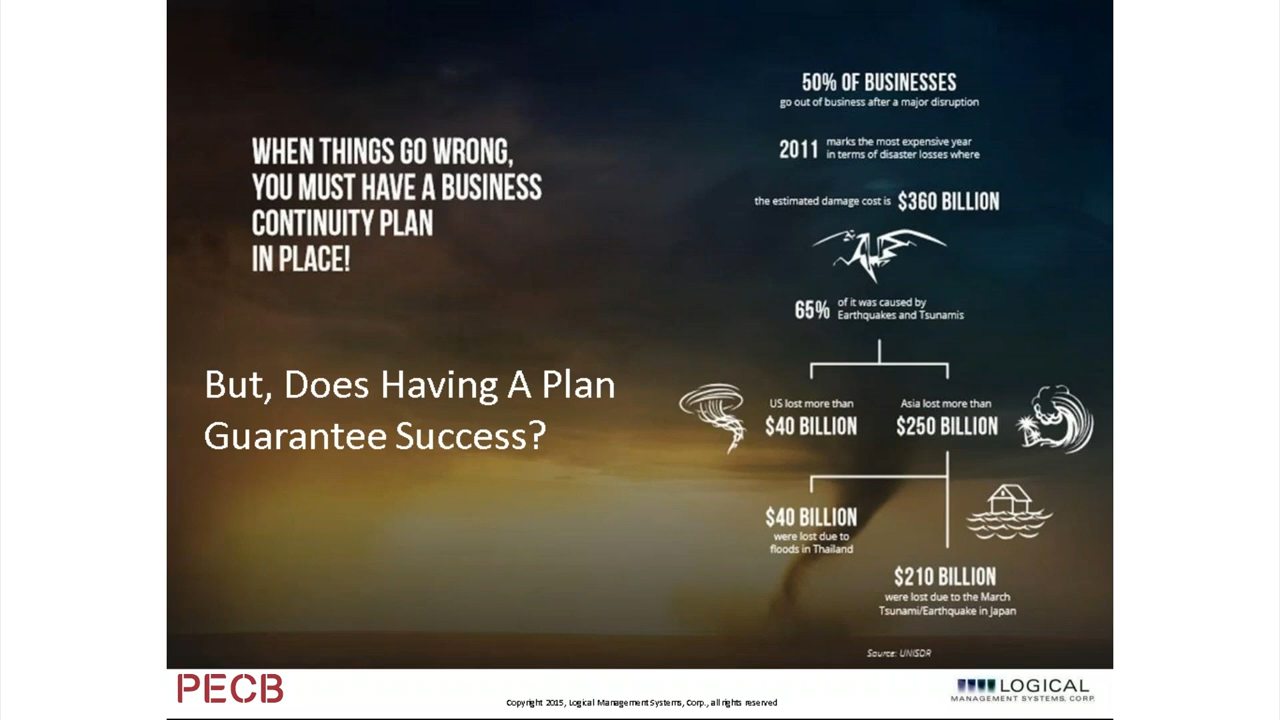 WHEN THINGS GO WRONG,
YOU MUST HAVE A BUSINESS
CONTINUITY PLAN
IN PLACE!
But, Does Having A Plan
Guarantee Success?
50% OF BUSINESSES
go out of business after a major disruption
2011 marks the most expensive year
in terms of disaster losses where
the estimated damage cost is $360 BILLION
65% of it was caused by
Earthquakes and Tsunamis
US lost more than
$40 BILLION
Asia lost more than
$250 BILLION
$40 BILLION
were lost due to
floods in Thailand
$210 BILLION
were lost due to the March
Tsunami/Earthquake in Japan
Source: UNISDR
PECB
Copyright 2015, Logical Management Systems, Corp., all rights reserved
LOGICAL
MANAGEMENT SYSTEMS, CORP.